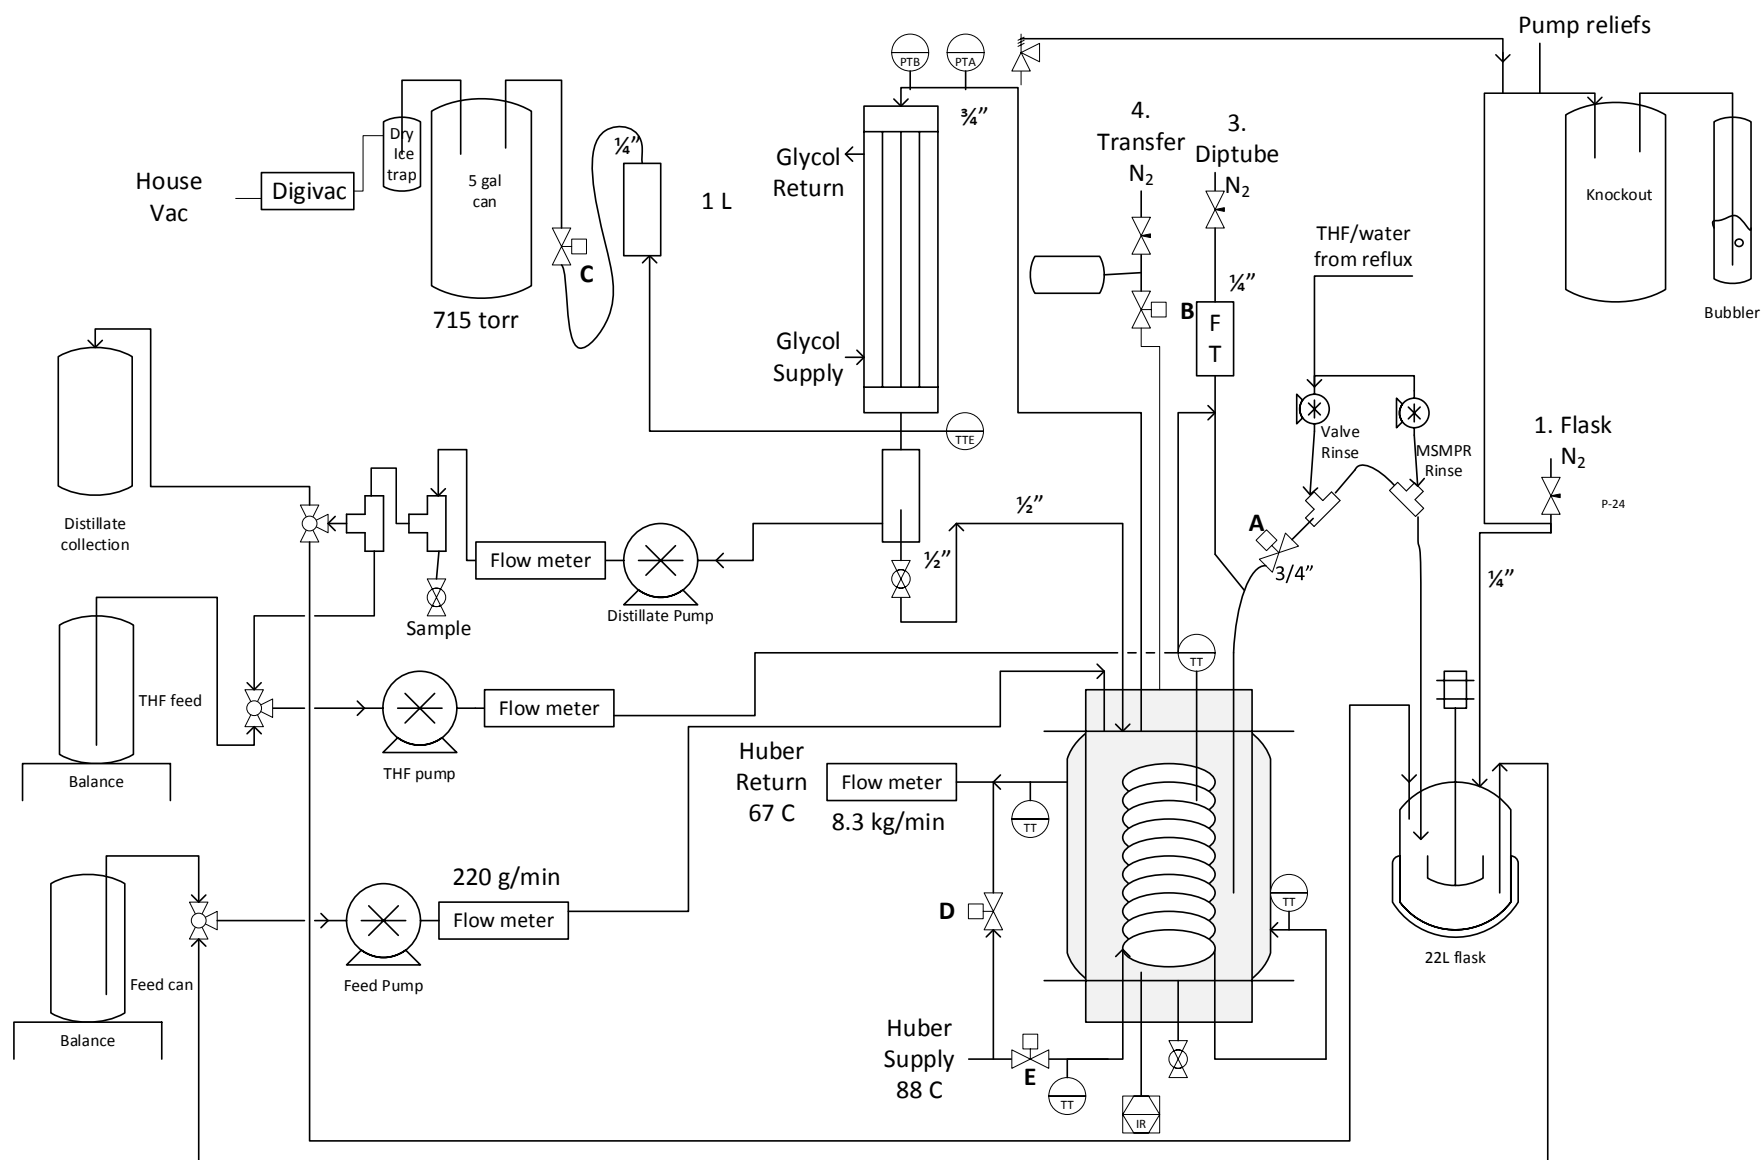 Pump reliefs
PTB
PTA
¾”
4.
Transfer
N2
3.
Diptube
N2
Dry
Ice
trap
5 gal
can
¼”
House
Vac
Digivac
1 L
C
715 torr
Glycol
Return
Glycol
Supply
B
¼”
F
T
THF/water
from reflux
Knockout
Bubbler
Valve
Rinse
MSMPR
Rinse
1. Flask
N2
P-24
TTE
Distillate
collection
Flow meter
Distillate Pump
Sample
½”
½”
A
3/4”
¼”
THF feed
Balance
THF pump
Flow meter
TT
Huber
Return
67 C
Flow meter
8.3 kg/min
TT
TT
D
220 g/min
Flow meter
Feed Pump
Feed can
Balance
22L flask
Huber
Supply
88 C
E
TT
IR